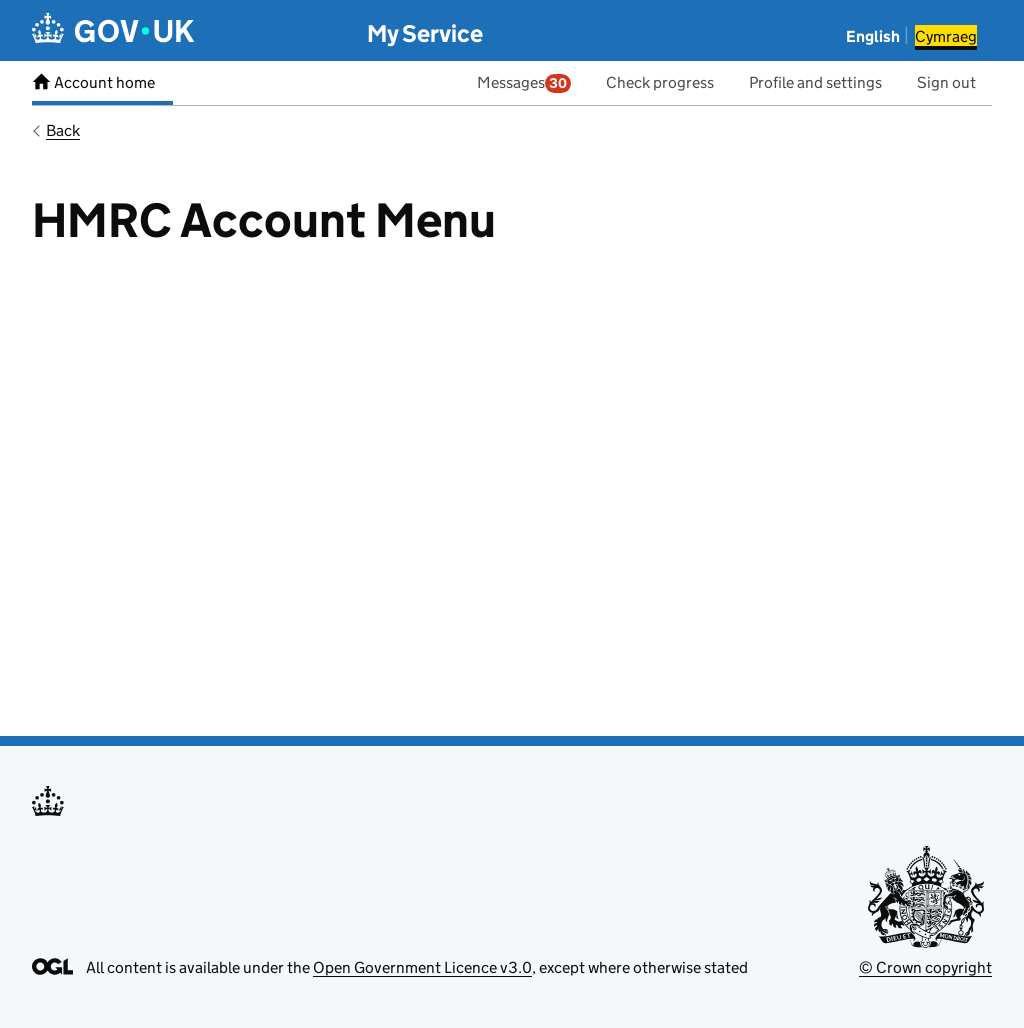 GOV•UK My Service English Cymraeg
Account home Messages 30 Check progress Profile and settings Sign out
Back
HMRC Account Menu
QUI
DIEU ET MON DROIT
OGL All content is available under the Open Government Licence v3.0, except where otherwise stated © Crown copyright